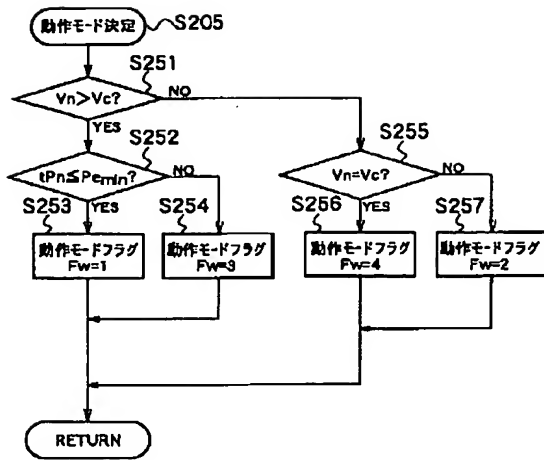 動作モード決定
S205
S251
Vn>Vc?
NO
YES
S252
S255
tPn≦Pemin?
NO
YES
Vn=Vc?
NO
YES
S253
S254
S256
S257
動作モードフラグ
Fw=1
動作モードフラグ
Fw=3
動作モードフラグ
Fw=4
動作モードフラグ
Fw=2
RETURN